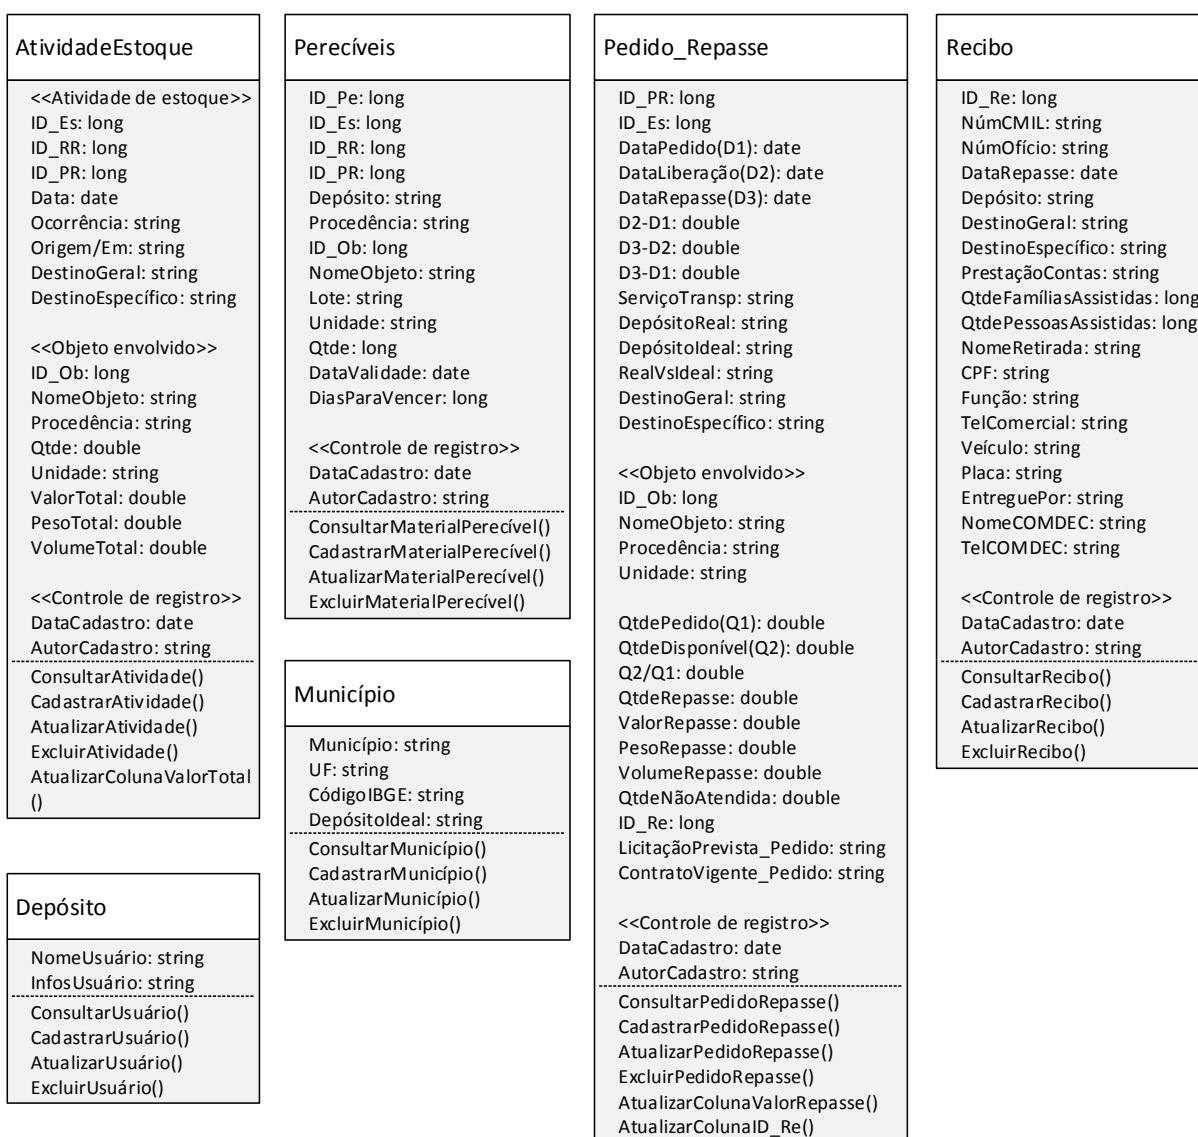 AtividadeEstoque
<<Atividade de estoque>>
ID_Es: long
ID_RR: long
ID_PR: long
Data: date
Ocorrência: string
Origem/Em: string
DestinoGeral: string
DestinoEspecífico: string
<<Objeto envolvido>>
ID_Ob: long
NomeObjeto: string
Procedência: string
Qtde: double
Unidade: string
ValorTotal: double
PesoTotal: double
VolumeTotal: double
<<Controle de registro>>
DataCadastro: date
AutorCadastro: string
ConsultarAtividade()
CadastrarAtividade()
AtualizarAtividade()
ExcluirAtividade()
AtualizarColunaValorTotal
()
Depósito
NomeUsuário: string
InfosUsuário: string
ConsultarUsuário()
CadastrarUsuário()
AtualizarUsuário()
ExcluirUsuário()
Perecíveis
ID_Pe: long
ID_Es: long
ID_RR: long
ID_PR: long
Depósito: string
Procedência: string
ID_Ob: long
NomeObjeto: string
Lote: string
Unidade: string
Qtde: long
DataValidade: date
DiasParaVencer: long
<<Controle de registro>>
DataCadastro: date
AutorCadastro: string
ConsultarMaterialPerecível()
CadastrarMaterialPerecível()
AtualizarMaterialPerecível()
ExcluirMaterialPerecível()
Município
Município: string
UF: string
CódigoIBGE: string
DepósitoIdeal: string
ConsultarMunicípio()
CadastrarMunicípio()
AtualizarMunicípio()
ExcluirMunicípio()
Pedido_Repasse
ID_PR: long
ID_Es: long
DataPedido(D1): date
DataLiberação(D2): date
DataRepasse(D3): date
D2-D1: double
D3-D2: double
D3-D1: double
ServiçoTransp: string
DepósitoReal: string
DepósitoIdeal: string
RealVsIdeal: string
DestinoGeral: string
DestinoEspecífico: string
<<Objeto envolvido>>
ID_Ob: long
NomeObjeto: string
Procedência: string
Unidade: string
QtdePedido(Q1): double
QtdeDisponível(Q2): double
Q2/Q1: double
QtdeRepasse: double
ValorRepasse: double
PesoRepasse: double
VolumeRepasse: double
QtdeNãoAtendida: double
ID_Re: long
LicitaçãoPrevista_Pedido: string
ContratoVigente_Pedido: string
<<Controle de registro>>
DataCadastro: date
AutorCadastro: string
ConsultarPedidoRepasse()
CadastrarPedidoRepasse()
AtualizarPedidoRepasse()
ExcluirPedidoRepasse()
AtualizarColunaValorRepasse()
AtualizarColunaID_Re()
Recibo
ID_Re: long
NúmCMIL: string
NúmOfício: string
DataRepasse: date
Depósito: string
DestinoGeral: string
DestinoEspecífico: string
PrestaçãoContas: string
QtdeFamíliasAssistidas: long
QtdePessoasAssistidas: long
NomeRetirada: string
CPF: string
Função: string
TelComercial: string
Veículo: string
Placa: string
EntreguePor: string
NomeCOMDEC: string
TelCOMDEC: string
<<Controle de registro>>
DataCadastro: date
AutorCadastro: string
ConsultarRecibo()
CadastrarRecibo()
AtualizarRecibo()
ExcluirRecibo()